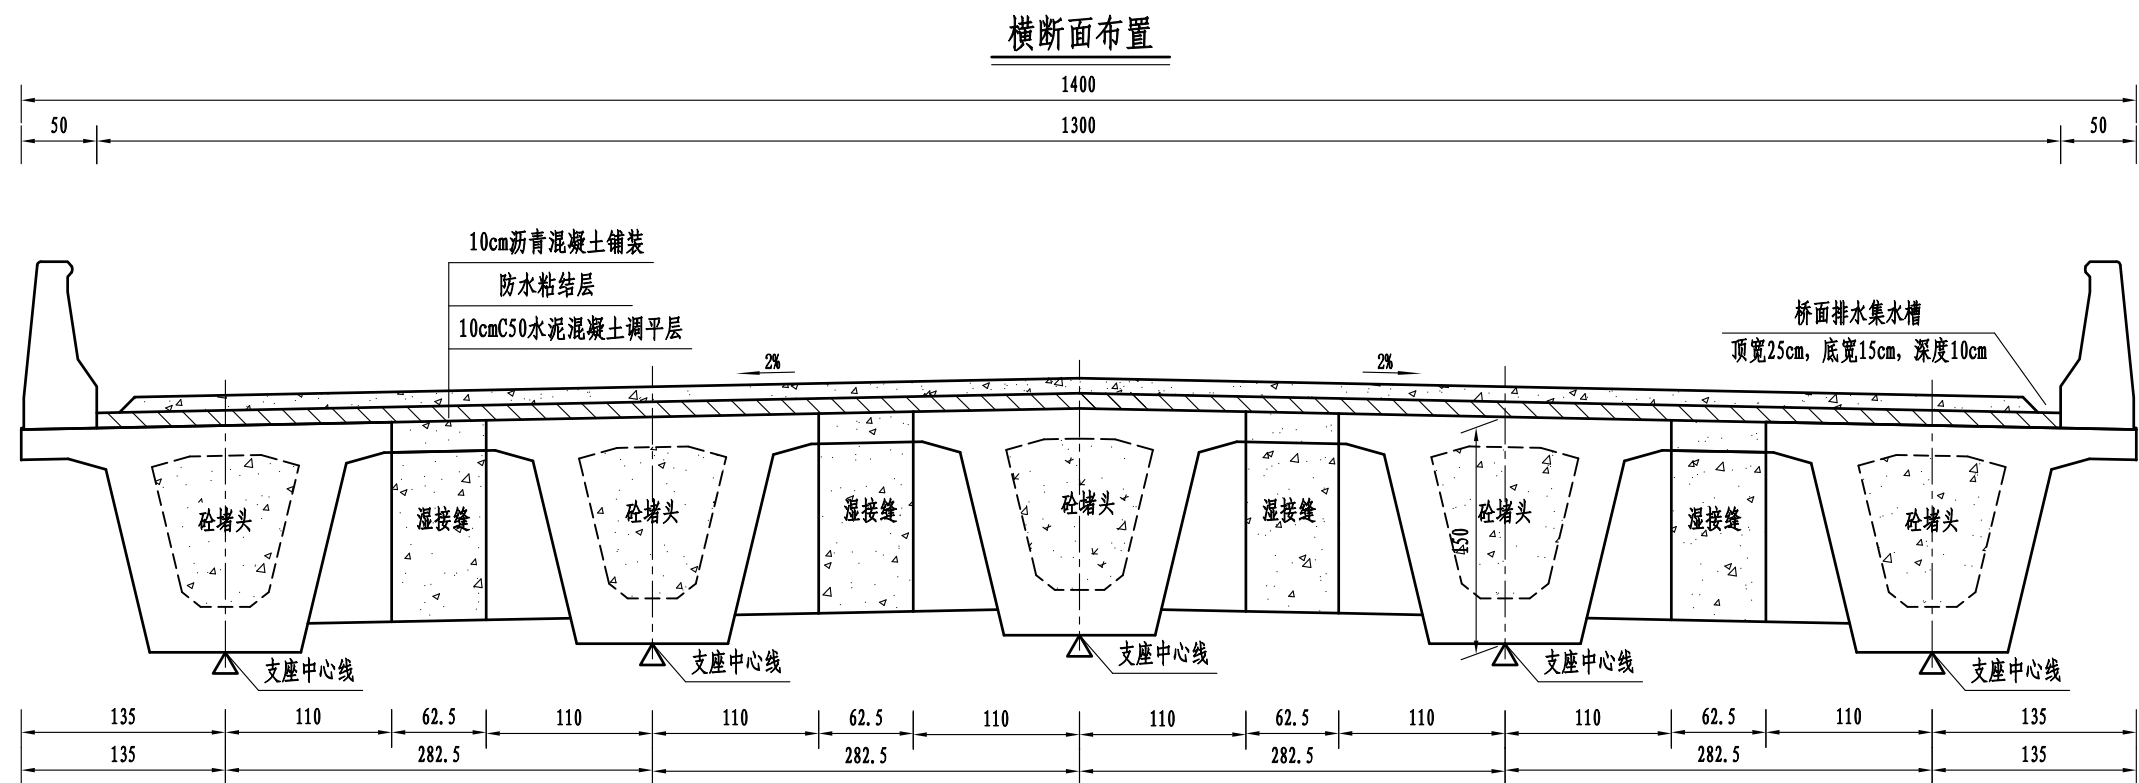 横断面布置
1400
50
1300
50
10cm沥青混凝土铺装
防水粘结层
10cmC50水泥混凝土调平层
桥面排水集水槽
顶宽25cm, 底宽15cm, 深度10cm
2%
2%
砼堵头
湿接缝
砼堵头
湿接缝
砼堵头
湿接缝
砼堵头
湿接缝
砼堵头
150
支座中心线
支座中心线
支座中心线
支座中心线
支座中心线
135
110
62.5
110
110
62.5
110
110
62.5
110
110
62.5
110
135
135
282.5
282.5
282.5
282.5
135